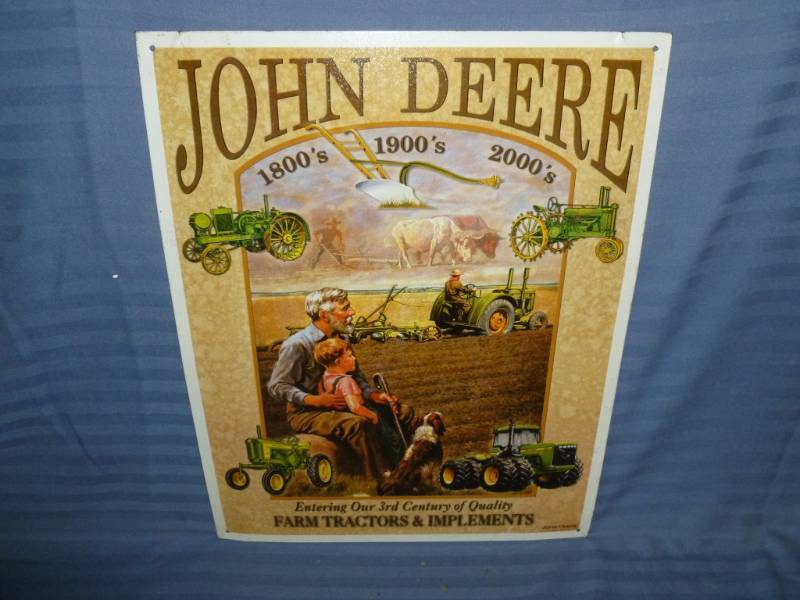 JOHN DEERE
1800's 1900's 2000's
Entering Our 3rd Century of Quality
FARM TRACTORS & IMPLEMENTS